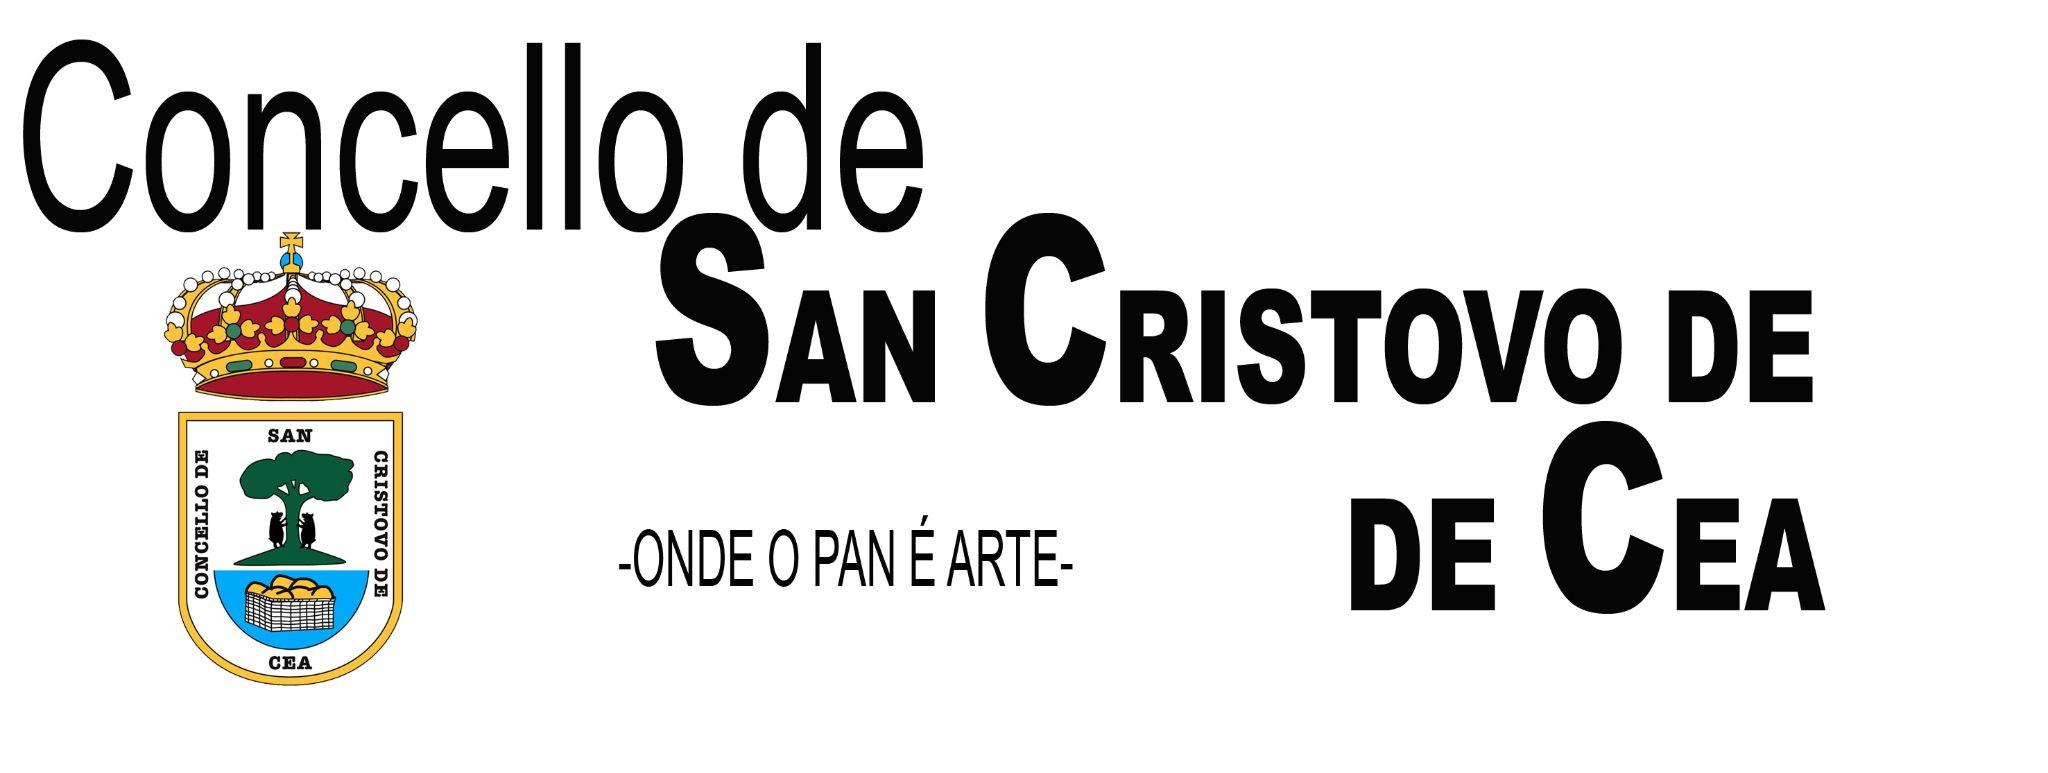 Concello de
SAN CRISTOVO DE
DE CEA
-ONDE O PAN É ARTE-
SAN
CONCELLO DE
CRISTOVO DE
CEA